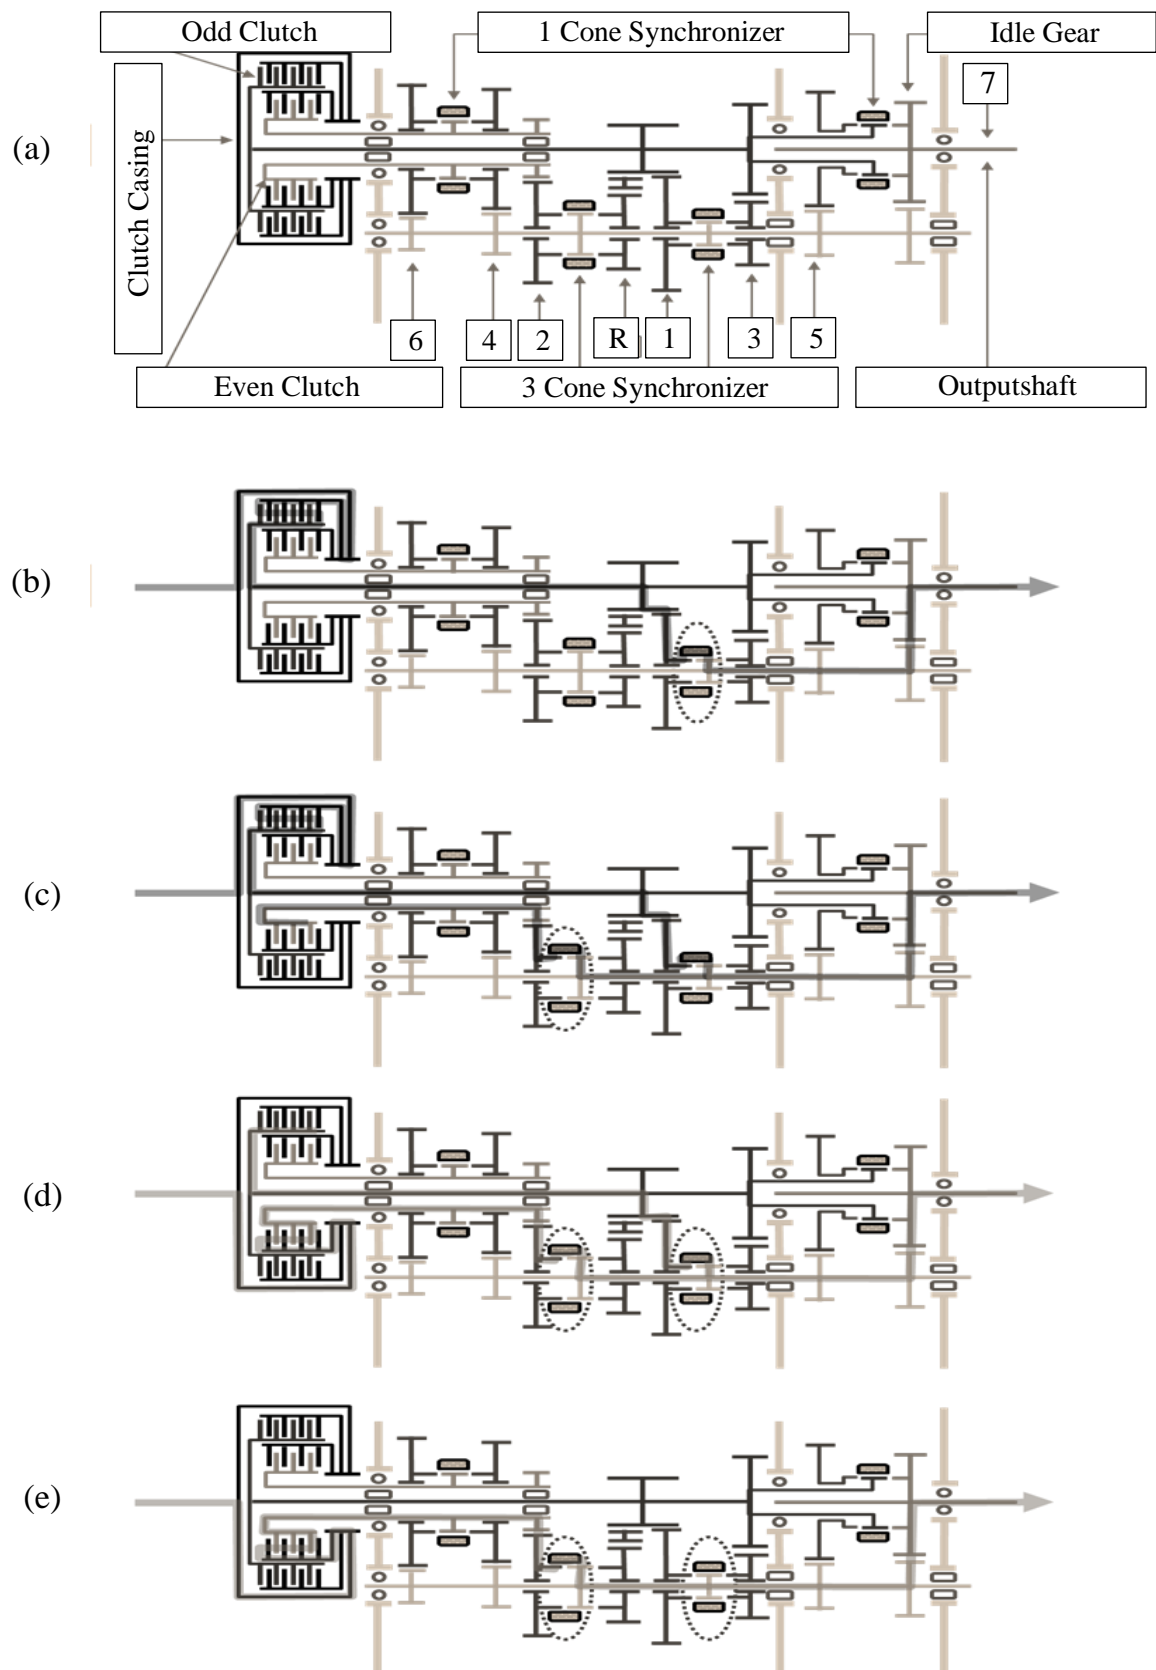 Odd Clutch
1 Cone Synchronizer
Idle Gear
7
(a)
Clutch Casing
6
4
2
R
1
3
5
Even Clutch
3 Cone Synchronizer
Outputshaft
(b)
(c)
(d)
(e)